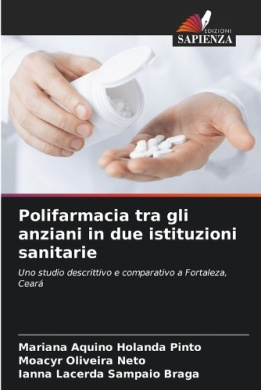 EDIZIONI
SAPIENZA
Polifarmacia tra gli
anziani in due istituzioni
sanitarie
Uno studio descrittivo e comparativo a Fortaleza,
Ceará
Mariana Aquino Holanda Pinto
Moacyr Oliveira Neto
Ianna Lacerda Sampaio Braga